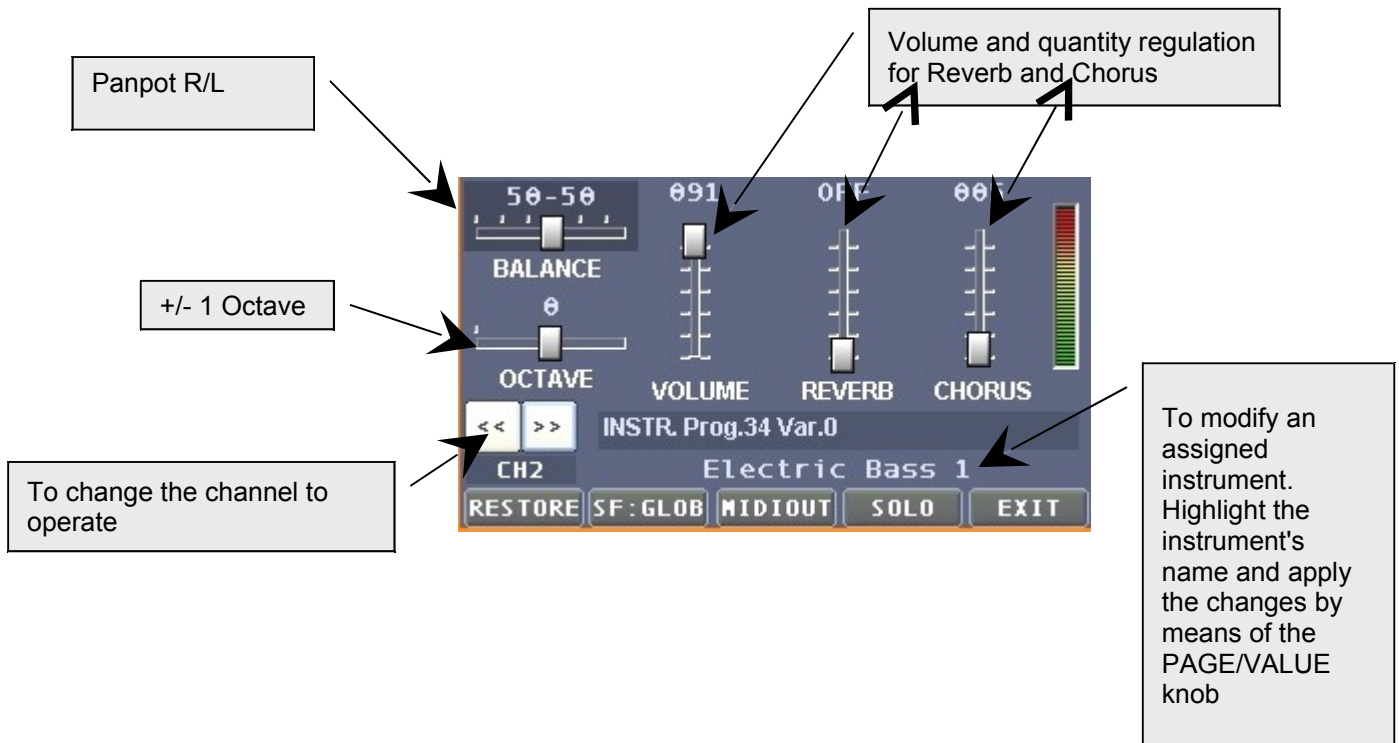 Volume and quantity regulation
for Reverb and Chorus
Panpot R/L
50-50
091
OFF
005
BALANCE
+/- 1 Octave
0
OCTAVE
VOLUME
REVERB
CHORUS
<< >>
INSTR. Prog.34 Var.0
CH2
Electric Bass 1
To change the channel to
operate
RESTORE SF:GLOB MIDIOUT SOLO EXIT
To modify an
assigned
instrument.
Highlight the
instrument's
name and apply
the changes by
means of the
PAGE/VALUE
knob